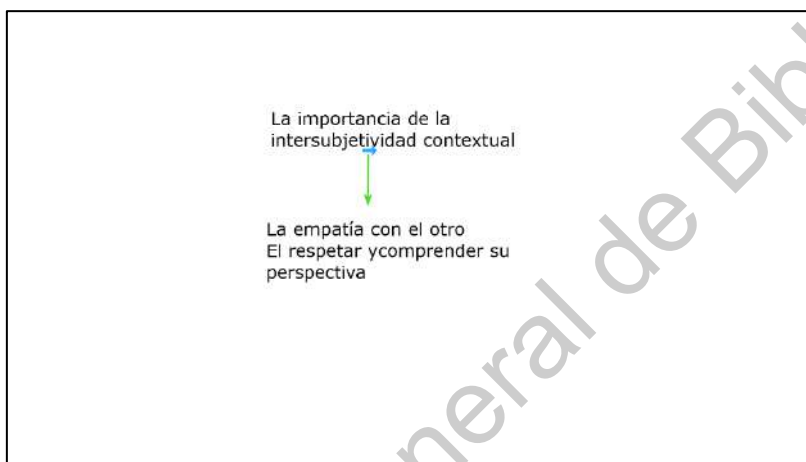 La importancia de la
intersubjetividad contextual
La empatía con el otro
El respetar ycomprender su
perspectiva
neral de Bib